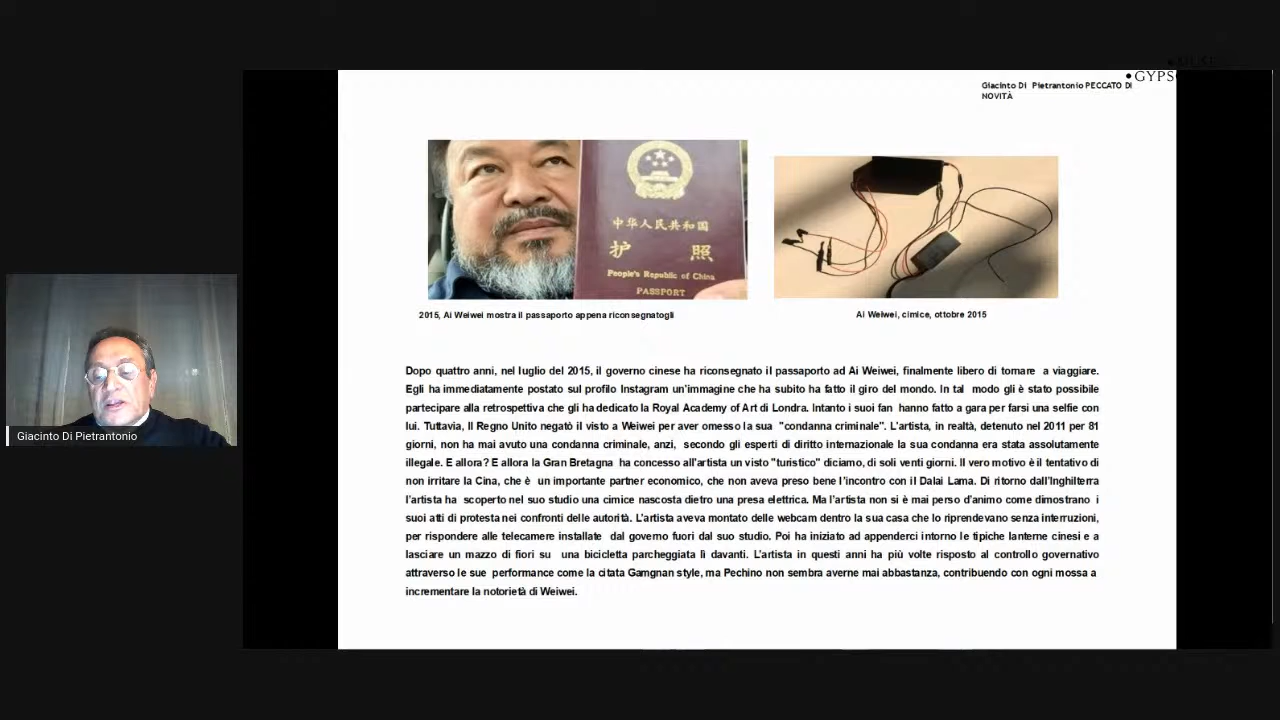 GYPS
Giacinto Di Pietrantonio PECCATO DI
NOVITÀ
中华人民共和国
护 照
People's Republic of China
PASSPORT
2015, Ai Weiwei mostra il passaporto appena riconsegnatogli
Ai Weiwei, cimice, ottobre 2015
Dopo quattro anni, nel luglio del 2015, il governo cinese ha riconsegnato il passaporto ad Ai Weiwei, finalmente libero di tornare a viaggiare.
Egli ha immediatamente postato sul profilo Instagram un'immagine che ha subito ha fatto il giro del mondo. In tal modo gli è stato possibile
partecipare alla retrospettiva che gli ha dedicato la Royal Academy of Art di Londra. Intanto i suoi fan hanno fatto a gara per farsi una selfie con
lui. Tuttavia, Il Regno Unito negatò il visto a Weiwei per aver omesso la sua "condanna criminale". L'artista, in realtà, detenuto nel 2011 per 81
giorni, non ha mai avuto una condanna criminale, anzi, secondo gli esperti di diritto internazionale la sua condanna era stata assolutamente
illegale. E allora? E allora la Gran Bretagna ha concesso all'artista un visto "turistico" diciamo, di soli venti giorni. Il vero motivo è il tentativo di
non irritare la Cina, che è un importante partner economico, che non aveva preso bene l'incontro con il Dalai Lama. Di ritorno dall'Inghilterra
l'artista ha scoperto nel suo studio una cimice nascosta dietro una presa elettrica. Ma l'artista non si è mai perso d'animo come dimostrano i
suoi atti di protesta nei confronti delle autorità. L'artista aveva montato delle webcam dentro la sua casa che lo riprendevano senza interruzioni,
per rispondere alle telecamere installate dal governo fuori dal suo studio. Poi ha iniziato ad appenderci intorno le tipiche lanterne cinesi e a
lasciare un mazzo di fiori su una bicicletta parcheggiata lì davanti. L'artista in questi anni ha più volte risposto al controllo governativo
attraverso le sue performance come la citata Gamgnan style, ma Pechino non sembra averne mai abbastanza, contribuendo con ogni mossa a
incrementare la notorietà di Weiwei.
Giacinto Di Pietrantonio